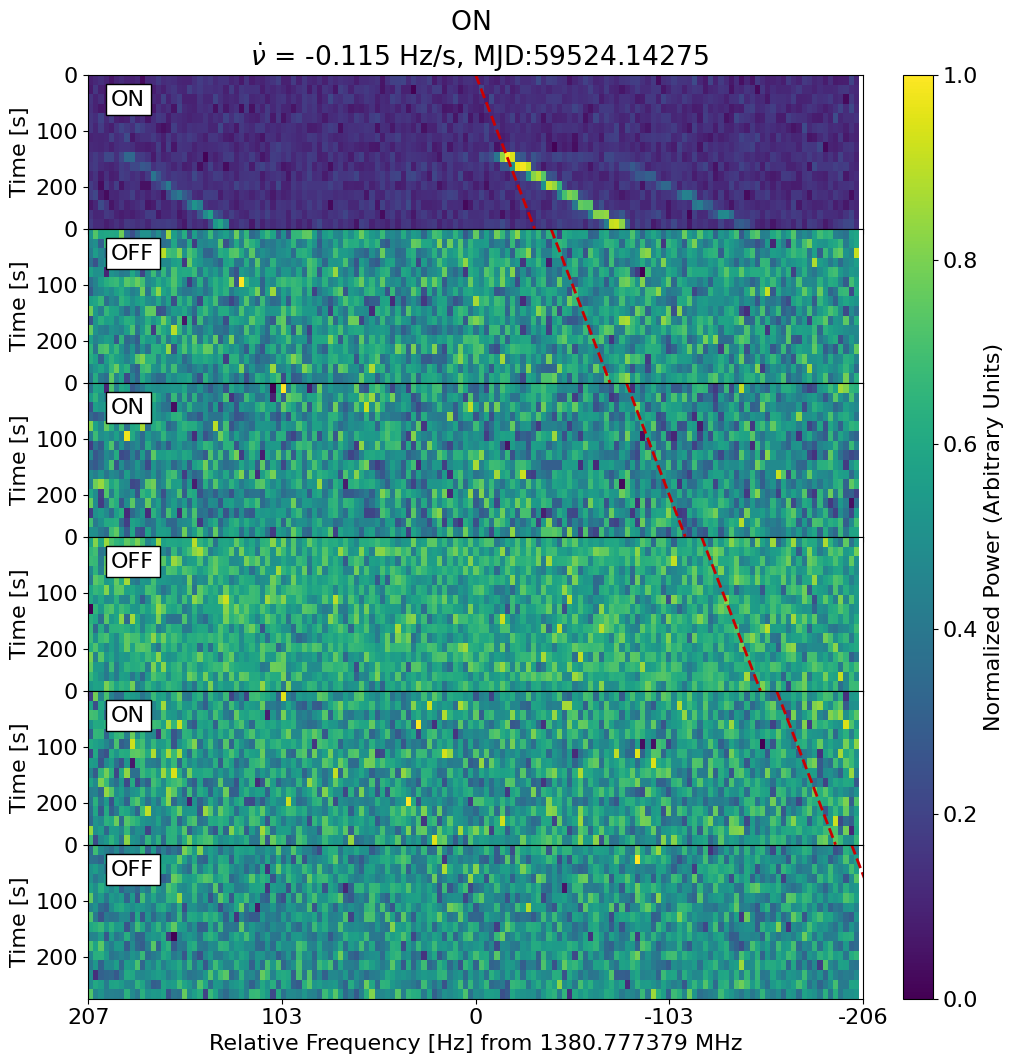 ON
ν̇ = -0.115 Hz/s, MJD:59524.14275
0
ON
Time [s]
100
200
0
OFF
Time [s]
100
200
0
ON
Time [s]
100
200
0
OFF
Time [s]
100
200
0
ON
Time [s]
100
200
0
OFF
Time [s]
100
200
207 103 0 -103 -206
Relative Frequency [Hz] from 1380.777379 MHz
1.0
0.8
0.6
0.4
0.2
0.0
Normalized Power (Arbitrary Units)